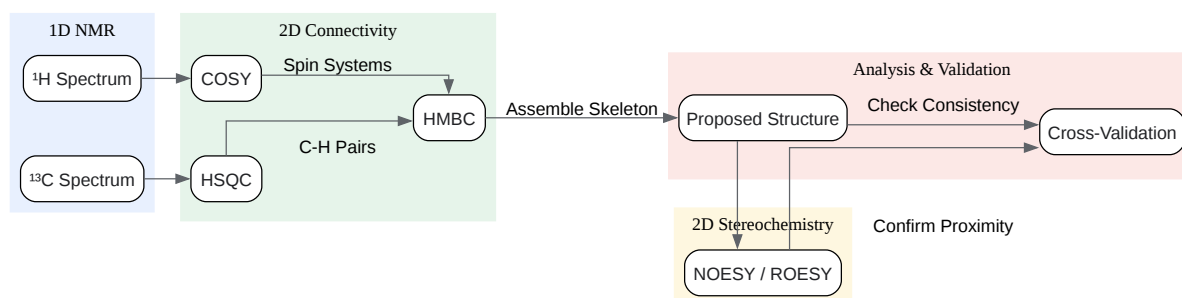 1D NMR
¹H Spectrum
¹³C Spectrum
2D Connectivity
COSY
Spin Systems
HMBC
C-H Pairs
HSQC
Assemble Skeleton
Analysis & Validation
Proposed Structure
Check Consistency
Cross-Validation
2D Stereochemistry
Confirm Proximity
NOESY / ROESY